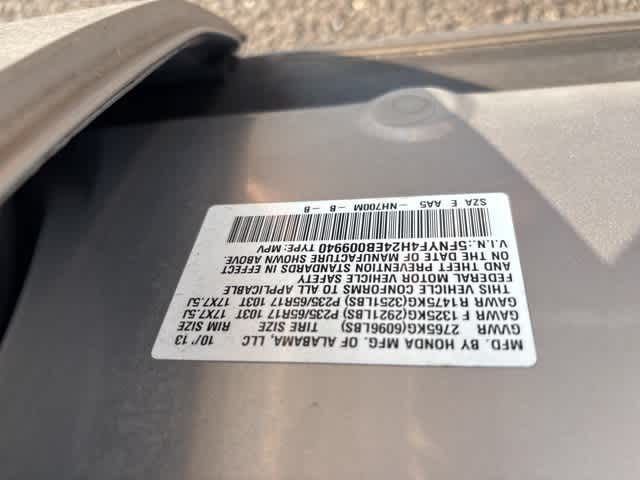 MFD. BY HONDA MFG. OF ALABAMA, LLC 10/'13
GVWR 2765KG(6096LBS) TIRE SIZE RIM SIZE
GAWR F 1325KG(2921LBS) P235/65R17 103T 17X7.5J
GAWR R1475KG(3251LBS) P235/65R17 103T 17X7.5J
THIS VEHICLE CONFORMS TO ALL APPLICABLE
FEDERAL MOTOR VEHICLE SAFETY
AND THEFT PREVENTION STANDARDS IN EFFECT
ON THE DATE OF MANUFACTURE SHOWN ABOVE.
V.I.N.: 5FNYF4H24EB009940 TYPE: MPV
SZA E AA5 -NH700M -B -B